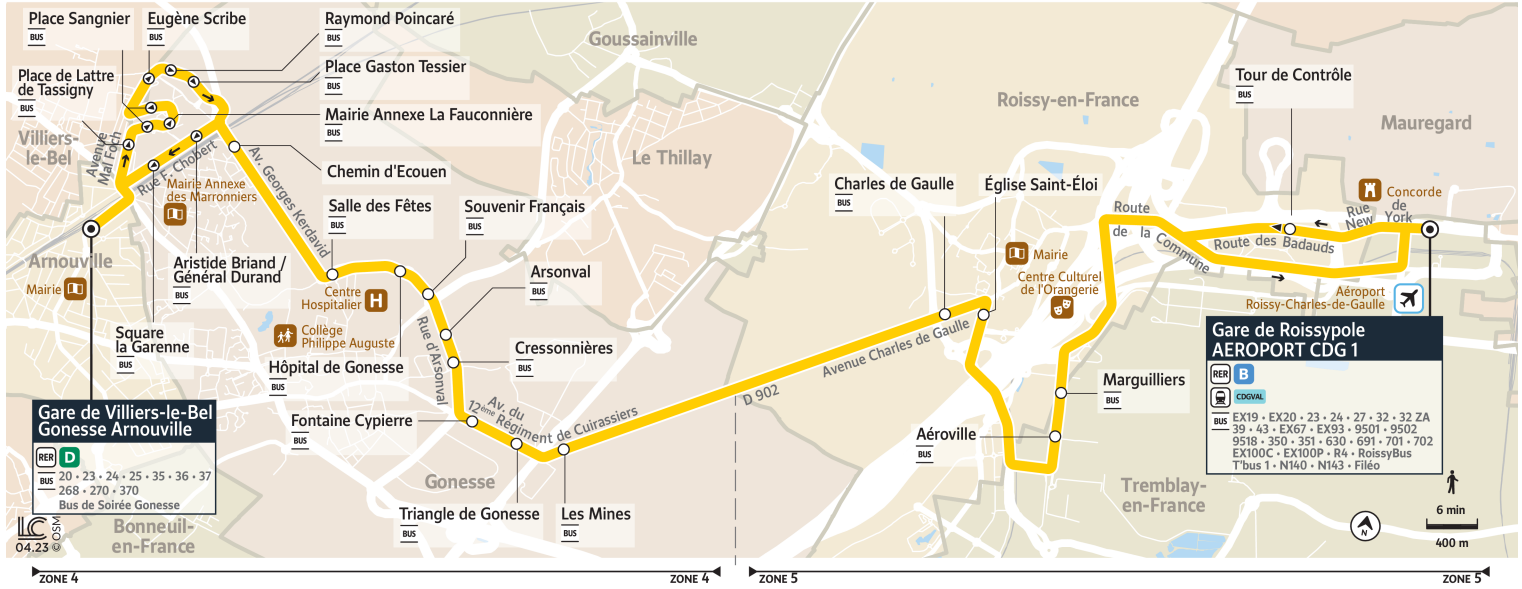 Place Sangnier
BUS
Eugène Scribe
BUS
Raymond Poincaré
BUS
Place Gaston Tessier
BUS
Place de Lattre
de Tassigny
BUS
Mairie Annexe La Fauconnière
BUS
Villiers-
le-Bel
Avenue
Mal Foch
Rue F. Chobert
Mairie Annexe
des Marronniers
Chemin d'Ecouen
Av. Georges Kerdavid
Salle des Fêtes
BUS
Souvenir Français
BUS
Goussainville
Le Thillay
Arnouville
Mairie
Aristide Briand /
Général Durand
BUS
Square
la Garenne
BUS
Centre
Hospitalier
H
Collège
Philippe Auguste
Arsonval
BUS
Rue d'Arsonval
Cressonnières
BUS
Hôpital de Gonesse
BUS
Fontaine Cypierre
BUS
Av. du
12ème Régiment de Cuirassiers
Gonesse
Triangle de Gonesse
BUS
Les Mines
BUS
Gare de Villiers-le-Bel
Gonesse Arnouville
RER D
BUS 20 • 23 • 24 • 25 • 35 • 36 • 37
268 • 270 • 370
Bus de Soirée Gonesse
Bonneuil-
en-France
LC
04.23 © OSM
D 902
Avenue Charles de Gaulle
Roissy-en-France
Charles de Gaulle
BUS
Église Saint-Éloi
Mairie
Centre Culturel
de l'Orangerie
Aéroville
BUS
Marguilliers
BUS
Tremblay-
en-France
Route
de la Commune
Tour de Contrôle
BUS
Mauregard
Concorde
Rue
New
de
York
Route des Badauds
Aéroport
Roissy-Charles-de-Gaulle
Gare de Roissypole
AEROPORT CDG 1
RER B
CDGVAL
BUS EX19 • EX20 • 23 • 24 • 27 • 32 • 32 ZA
39 • 43 • EX67 • EX93 • 9501 • 9502
9518 • 350 • 351 • 630 • 691 • 701 • 702
EX100C • EX100P • R4 • RoissyBus
T'bus 1 • N140 • N143 • Filéo
6 min
400 m
N
ZONE 4
ZONE 4
ZONE 5
ZONE 5